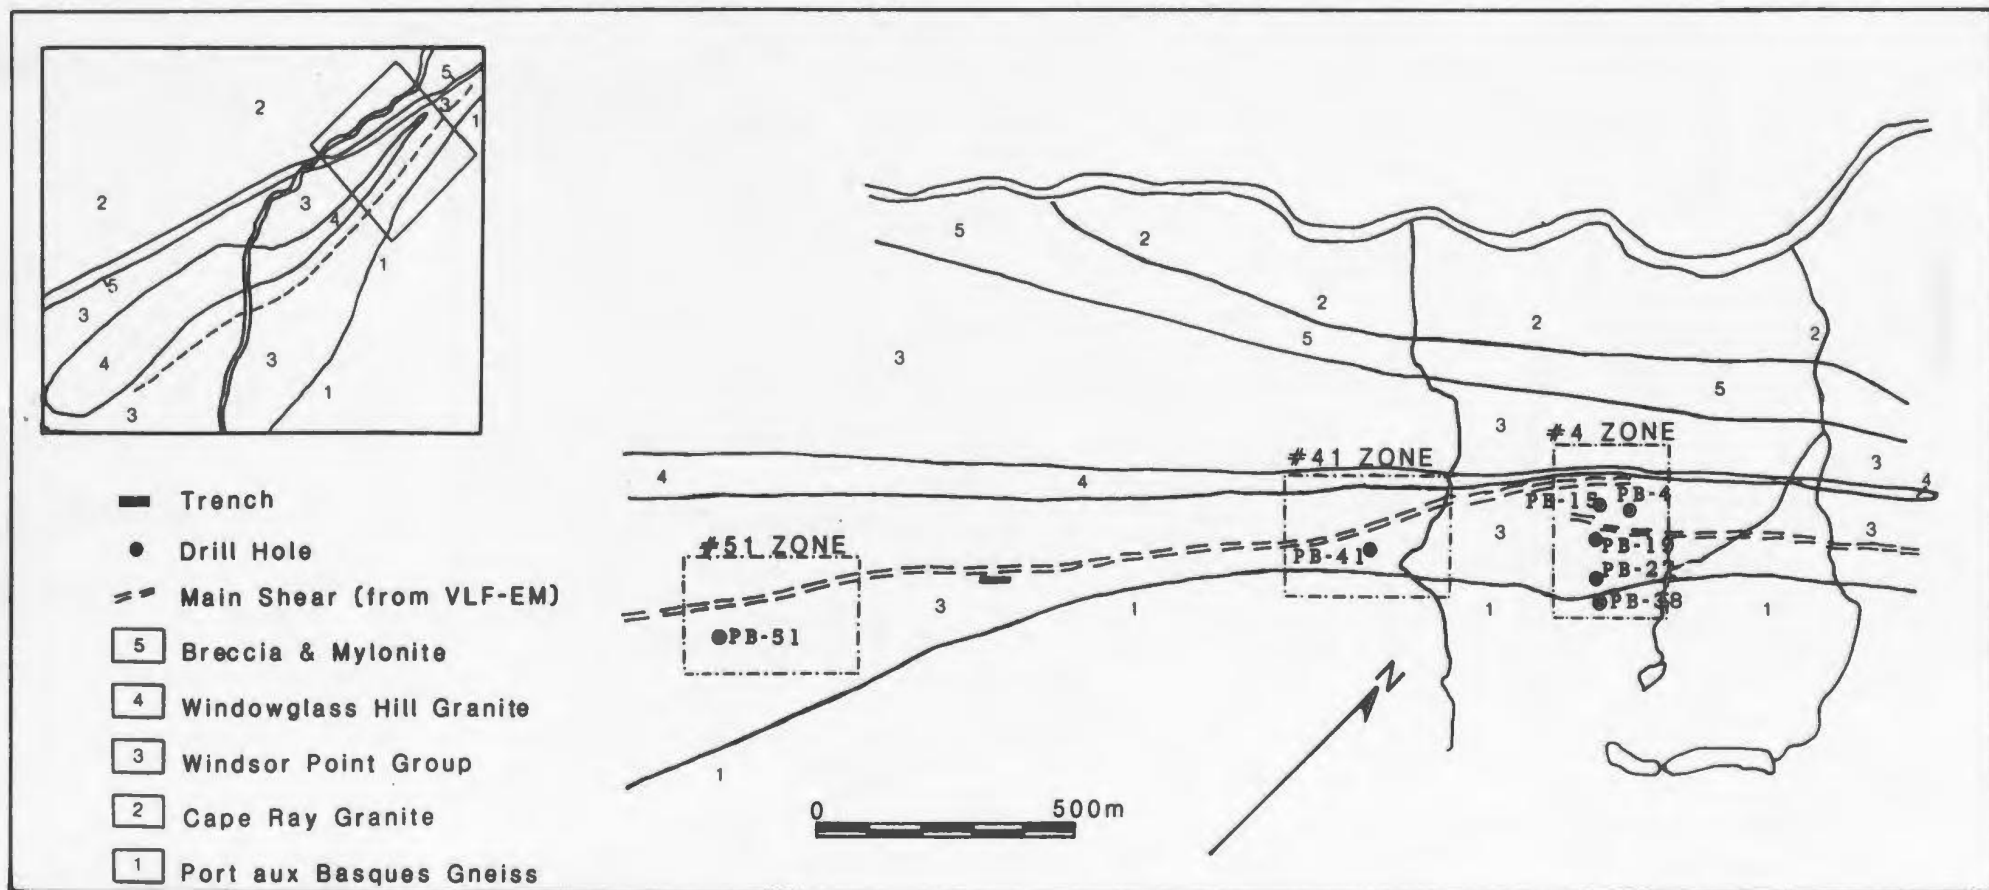 5
2
3
1
2
3
4
1
5
3
3
4
1
3
Trench
Drill Hole
Main Shear (from VLF-EM)
5 Breccia & Mylonite
4 Windowglass Hill Granite
3 Windsor Point Group
2 Cape Ray Granite
1 Port aux Basques Gneiss
5
2
2
2
2
5
3
5
3
#4 ZONE
#41 ZONE
3
4
4
4
PB-15
PB-4
#51 ZONE
3
3
PB-41
PB-19
PB-27
PB-38
3
1
1
1
PB-51
N
1
0
500m